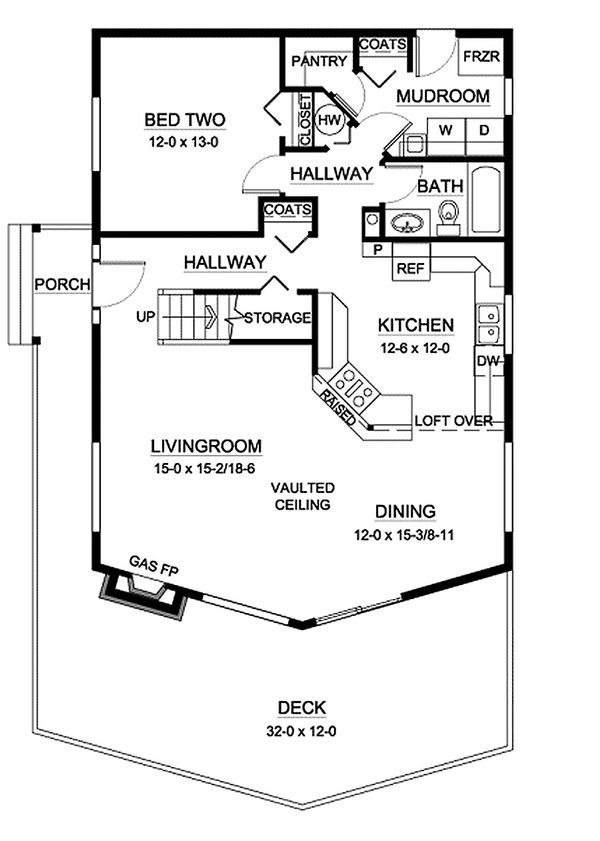 COATS
PANTRY
FRZR
MUDROOM
BED TWO
12-0 x 13-0
CLOSET
HW
W
D
HALLWAY
BATH
COATS
HALLWAY
P
REF
PORCH
UP
STORAGE
KITCHEN
12-6 x 12-0
DW
RAISED
LOFT OVER
LIVINGROOM
15-0 x 15-2/18-6
VAULTED
CEILING
DINING
12-0 x 15-3/8-11
GAS FP
DECK
32-0 x 12-0